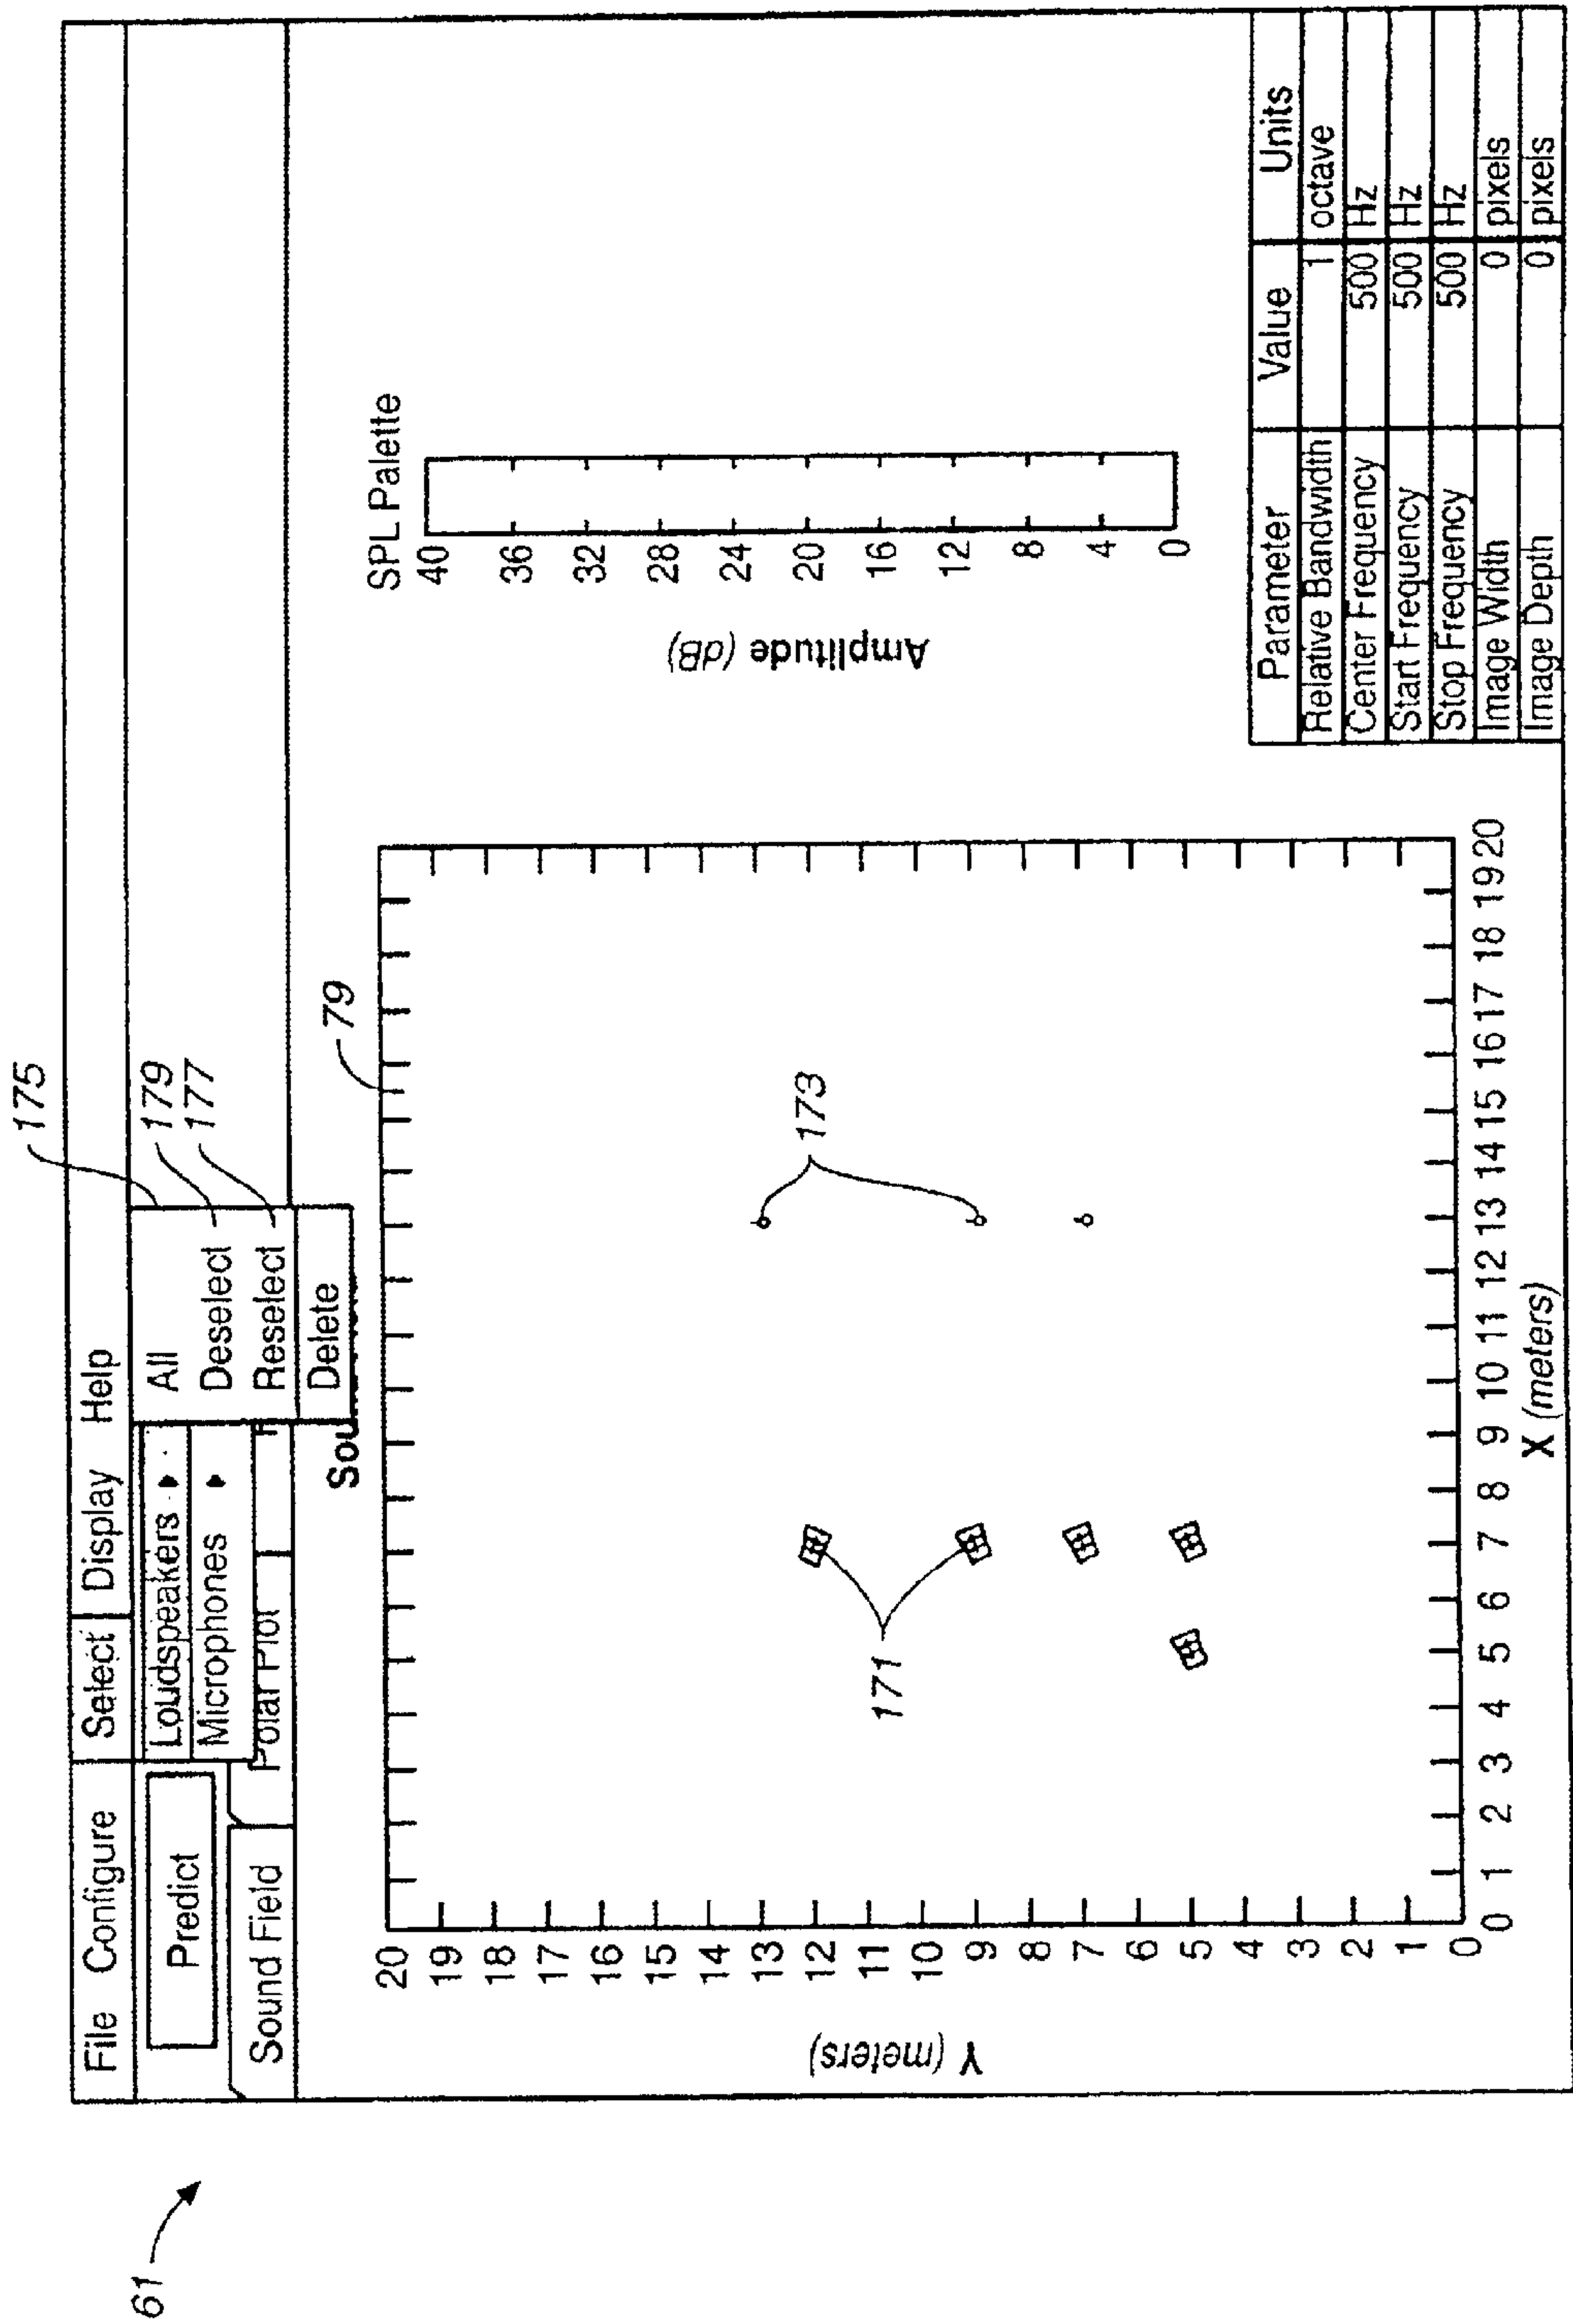 61
175
179
177
File Configure Select Display Help
Predict
Loudspeakers
Microphones
All
Deselect
Reselect
Delete
Sound Field
Polar Plot
79
SPL Palette
40
36
32
28
24
20
16
12
8
4
0
Amplitude (dB)
Y (meters)
20
19
18
17
16
15
14
13
12
11
10
9
8
7
6
5
4
3
2
1
0
171
173
0 1 2 3 4 5 6 7 8 9 10 11 12 13 14 15 16 17 18 19 20
X (meters)
Parameter Value Units
Relative Bandwidth 1 octave
Center Frequency 500 Hz
Start Frequency 500 Hz
Stop Frequency 500 Hz
Image Width 0 pixels
Image Depth 0 pixels